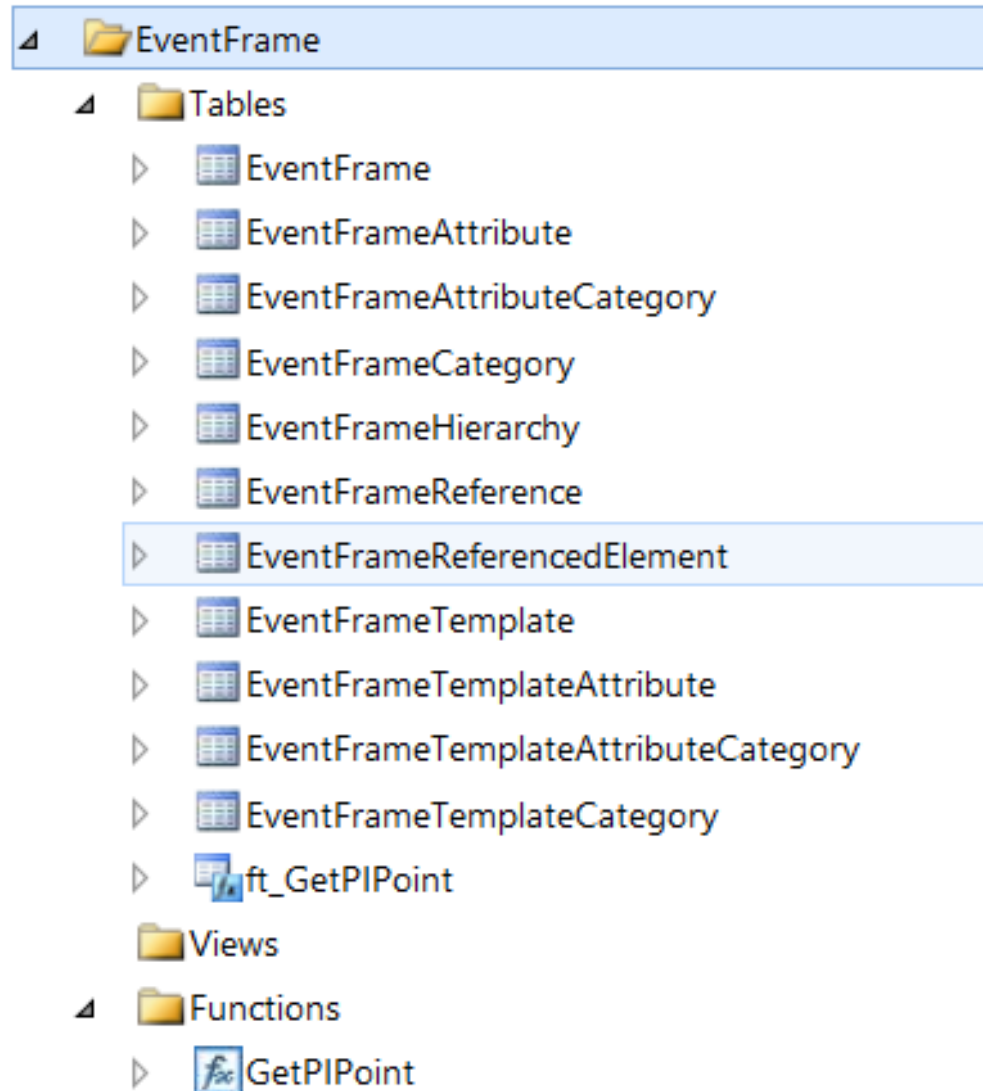 EventFrame
Tables
EventFrame
EventFrameAttribute
EventFrameAttributeCategory
EventFrameCategory
EventFrameHierarchy
EventFrameReference
EventFrameReferencedElement
EventFrameTemplate
EventFrameTemplateAttribute
EventFrameTemplateAttributeCategory
EventFrameTemplateCategory
ft_GetPIPoint
Views
Functions
GetPIPoint